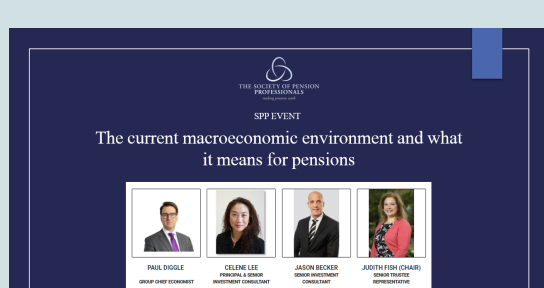 THE SOCIETY OF PENSION
PROFESSIONALS
making pensions work
SPP EVENT
The current macroeconomic environment and what
it means for pensions
PAUL DIGGLE
GROUP CHIEF ECONOMIST
CELENE LEE
PRINCIPAL & SENIOR
INVESTMENT CONSULTANT
JASON BECKER
SENIOR INVESTMENT
CONSULTANT
JUDITH FISH (CHAIR)
SENIOR TRUSTEE
REPRESENTATIVE